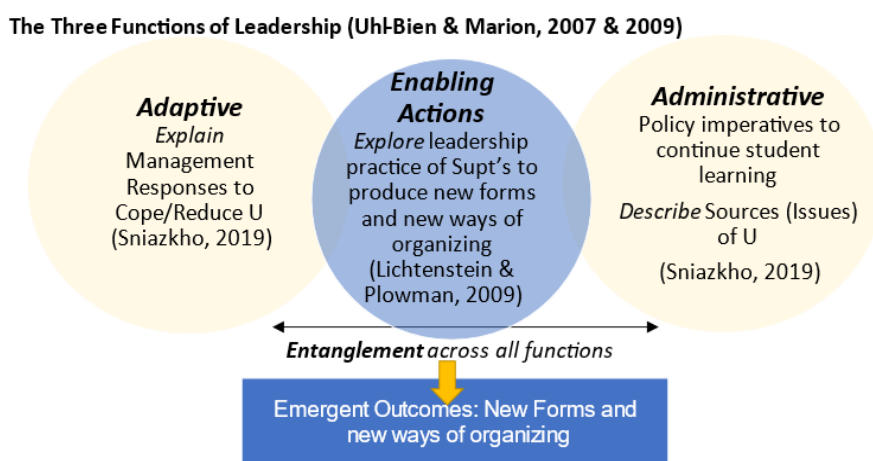 The Three Functions of Leadership (Uhl-Bien & Marion, 2007 & 2009)
Adaptive
Explain
Management
Responses to
Cope/Reduce U
(Sniazkho, 2019)
Enabling
Actions
Explore leadership
practice of Supt's to
produce new forms
and new ways of
organizing
(Lichtenstein &
Plowman, 2009)
Administrative
Policy imperatives to
continue student
learning
Describe Sources (Issues)
of U
(Sniazkho, 2019)
Entanglement across all functions
Emergent Outcomes: New Forms and
new ways of organizing